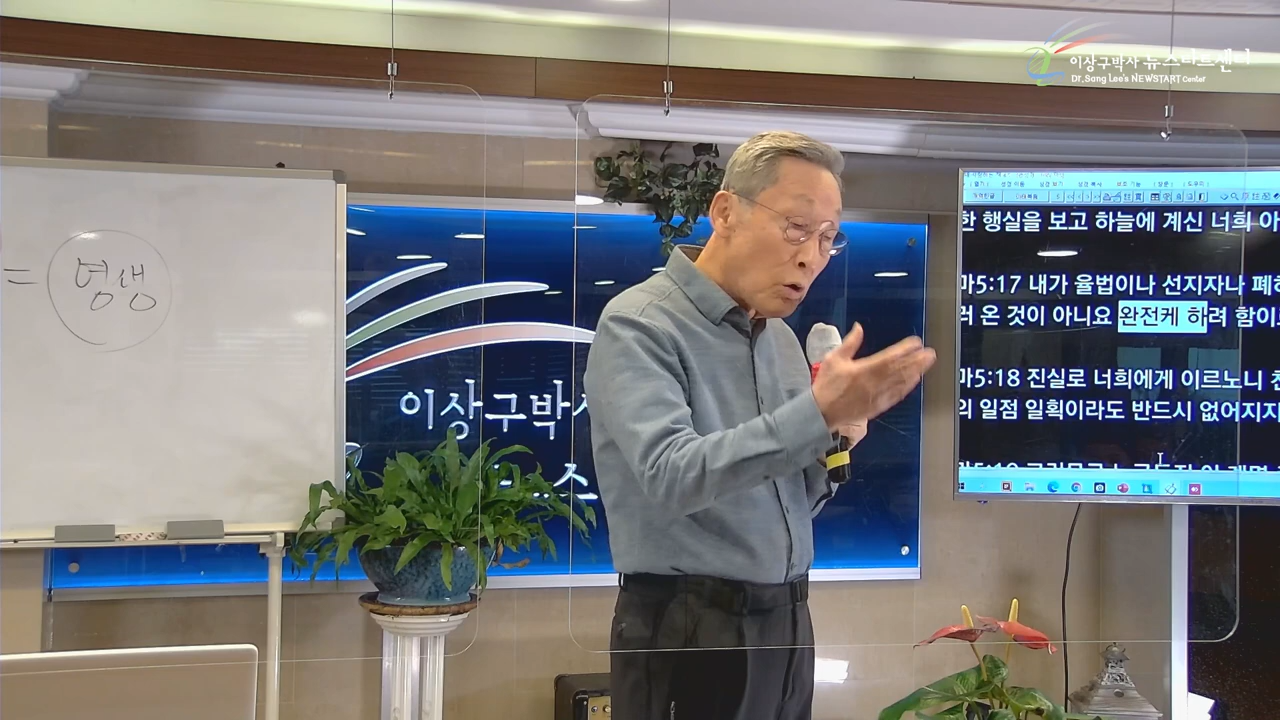 이상구박사 뉴스타트센터
Dr. Sang Lee's NEWSTART Center
= 영생
이상구박사
스
한 행실을 보고 하늘에 계신 너희 아
마5:17 내가 율법이나 선지자나 폐하
러 온 것이 아니요 완전케 하려 함이
마5:18 진실로 너희에게 이르노니 천
의 일점 일획이라도 반드시 없어지지